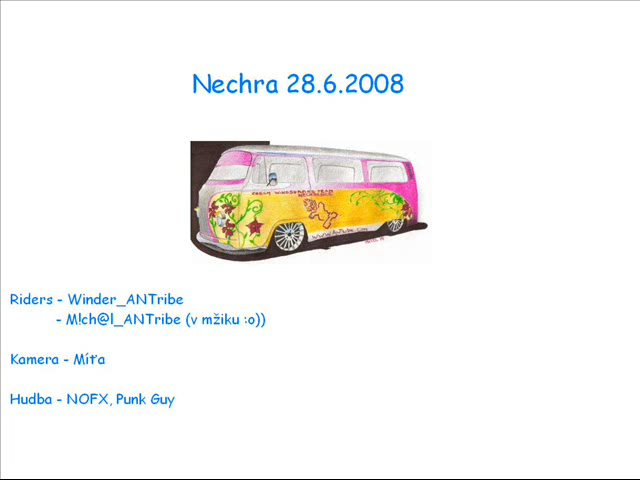 Nechra 28.6.2008
Riders - Winder_ANTribe
- M!ch@l_ANTribe (v mžiku :o))
Kamera - Míťa
Hudba - NOFX, Punk Guy